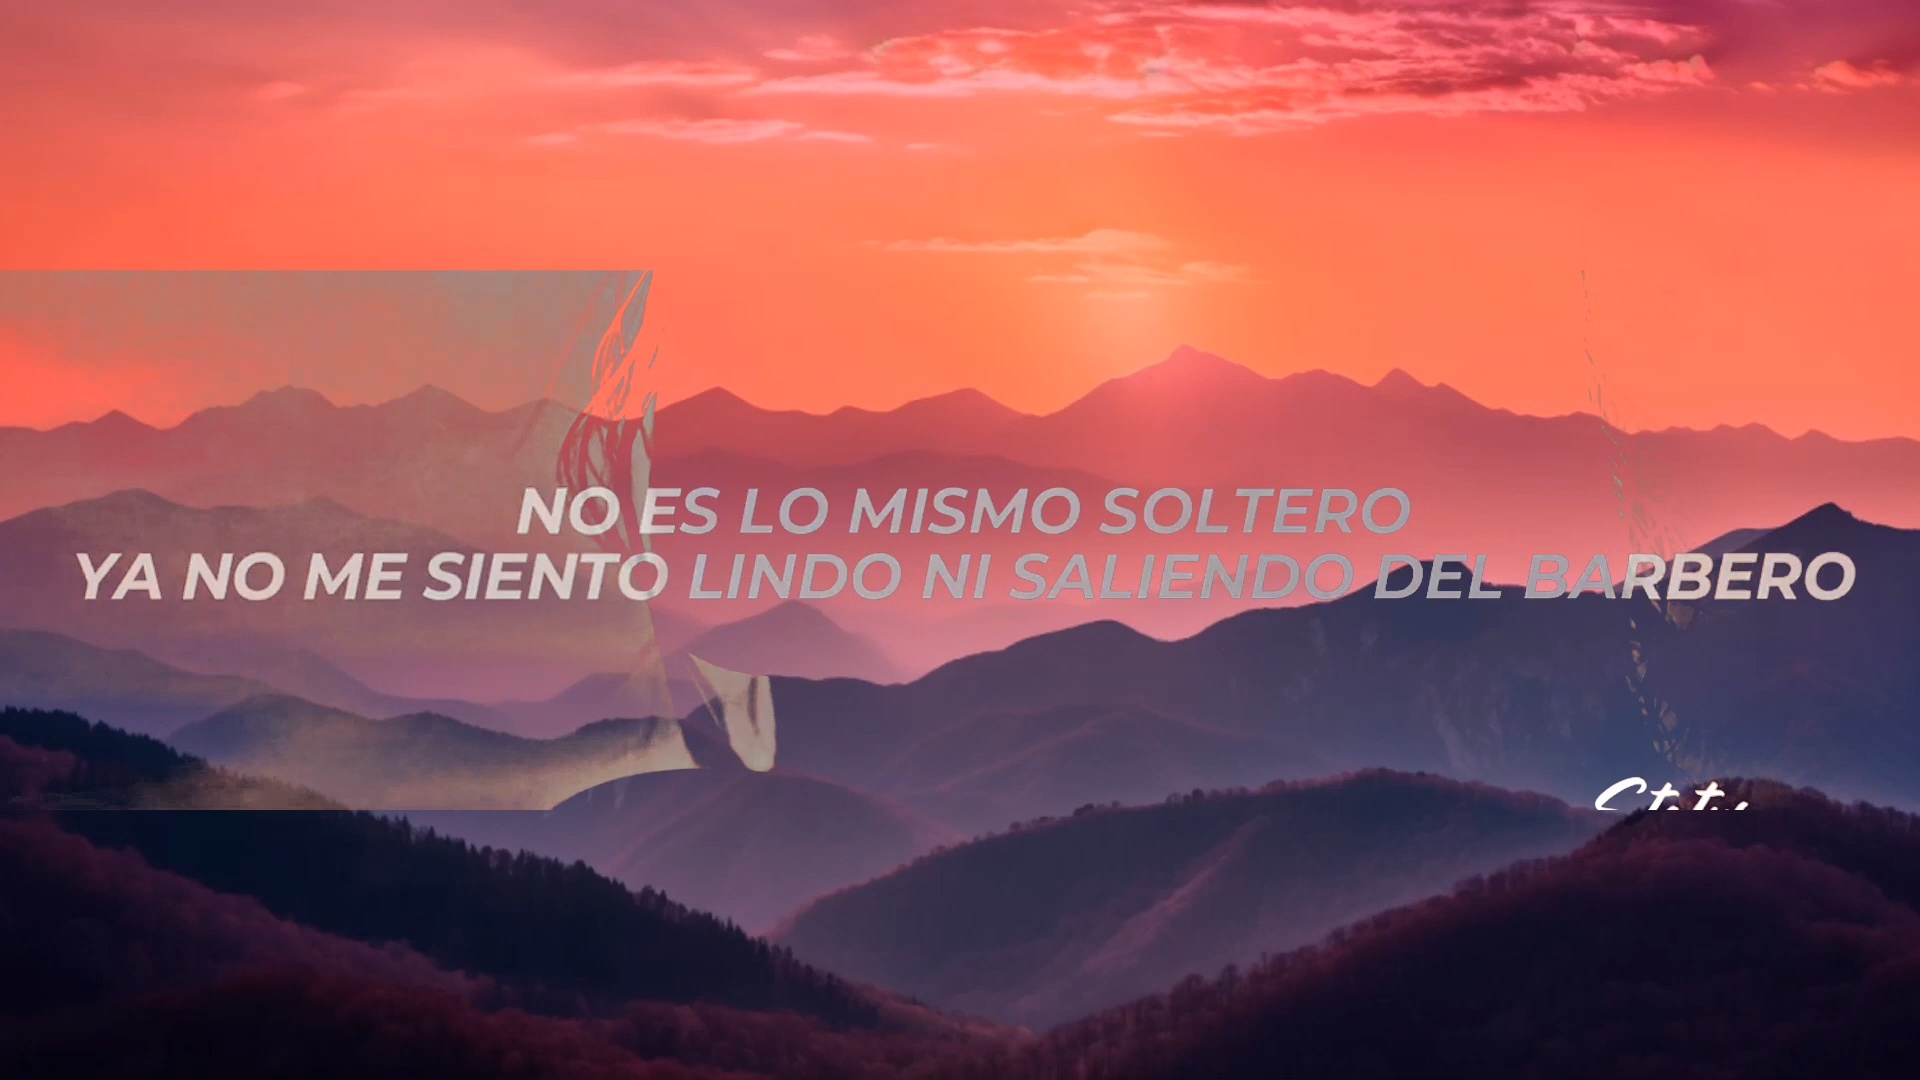 NO ES LO MISMO SOLTERO
YA NO ME SIENTO LINDO NI SALIENDO DEL BARBERO